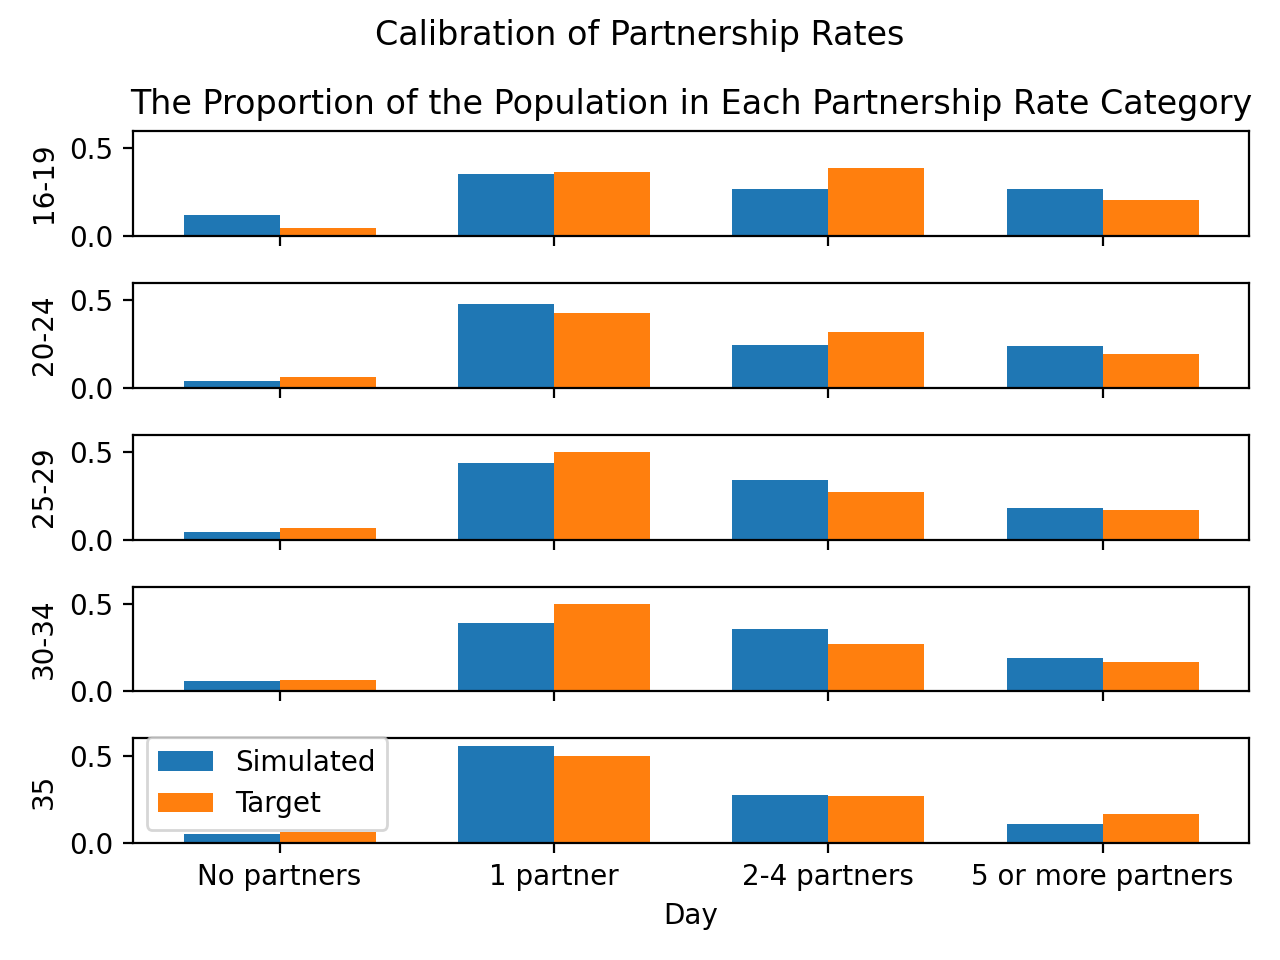 Calibration of Partnership Rates
The Proportion of the Population in Each Partnership Rate Category
16-19
0.5
0.0
20-24
0.5
0.0
25-29
0.5
0.0
30-34
0.5
0.0
35
0.5
0.0
Simulated
Target
No partners 1 partner 2-4 partners 5 or more partners
Day